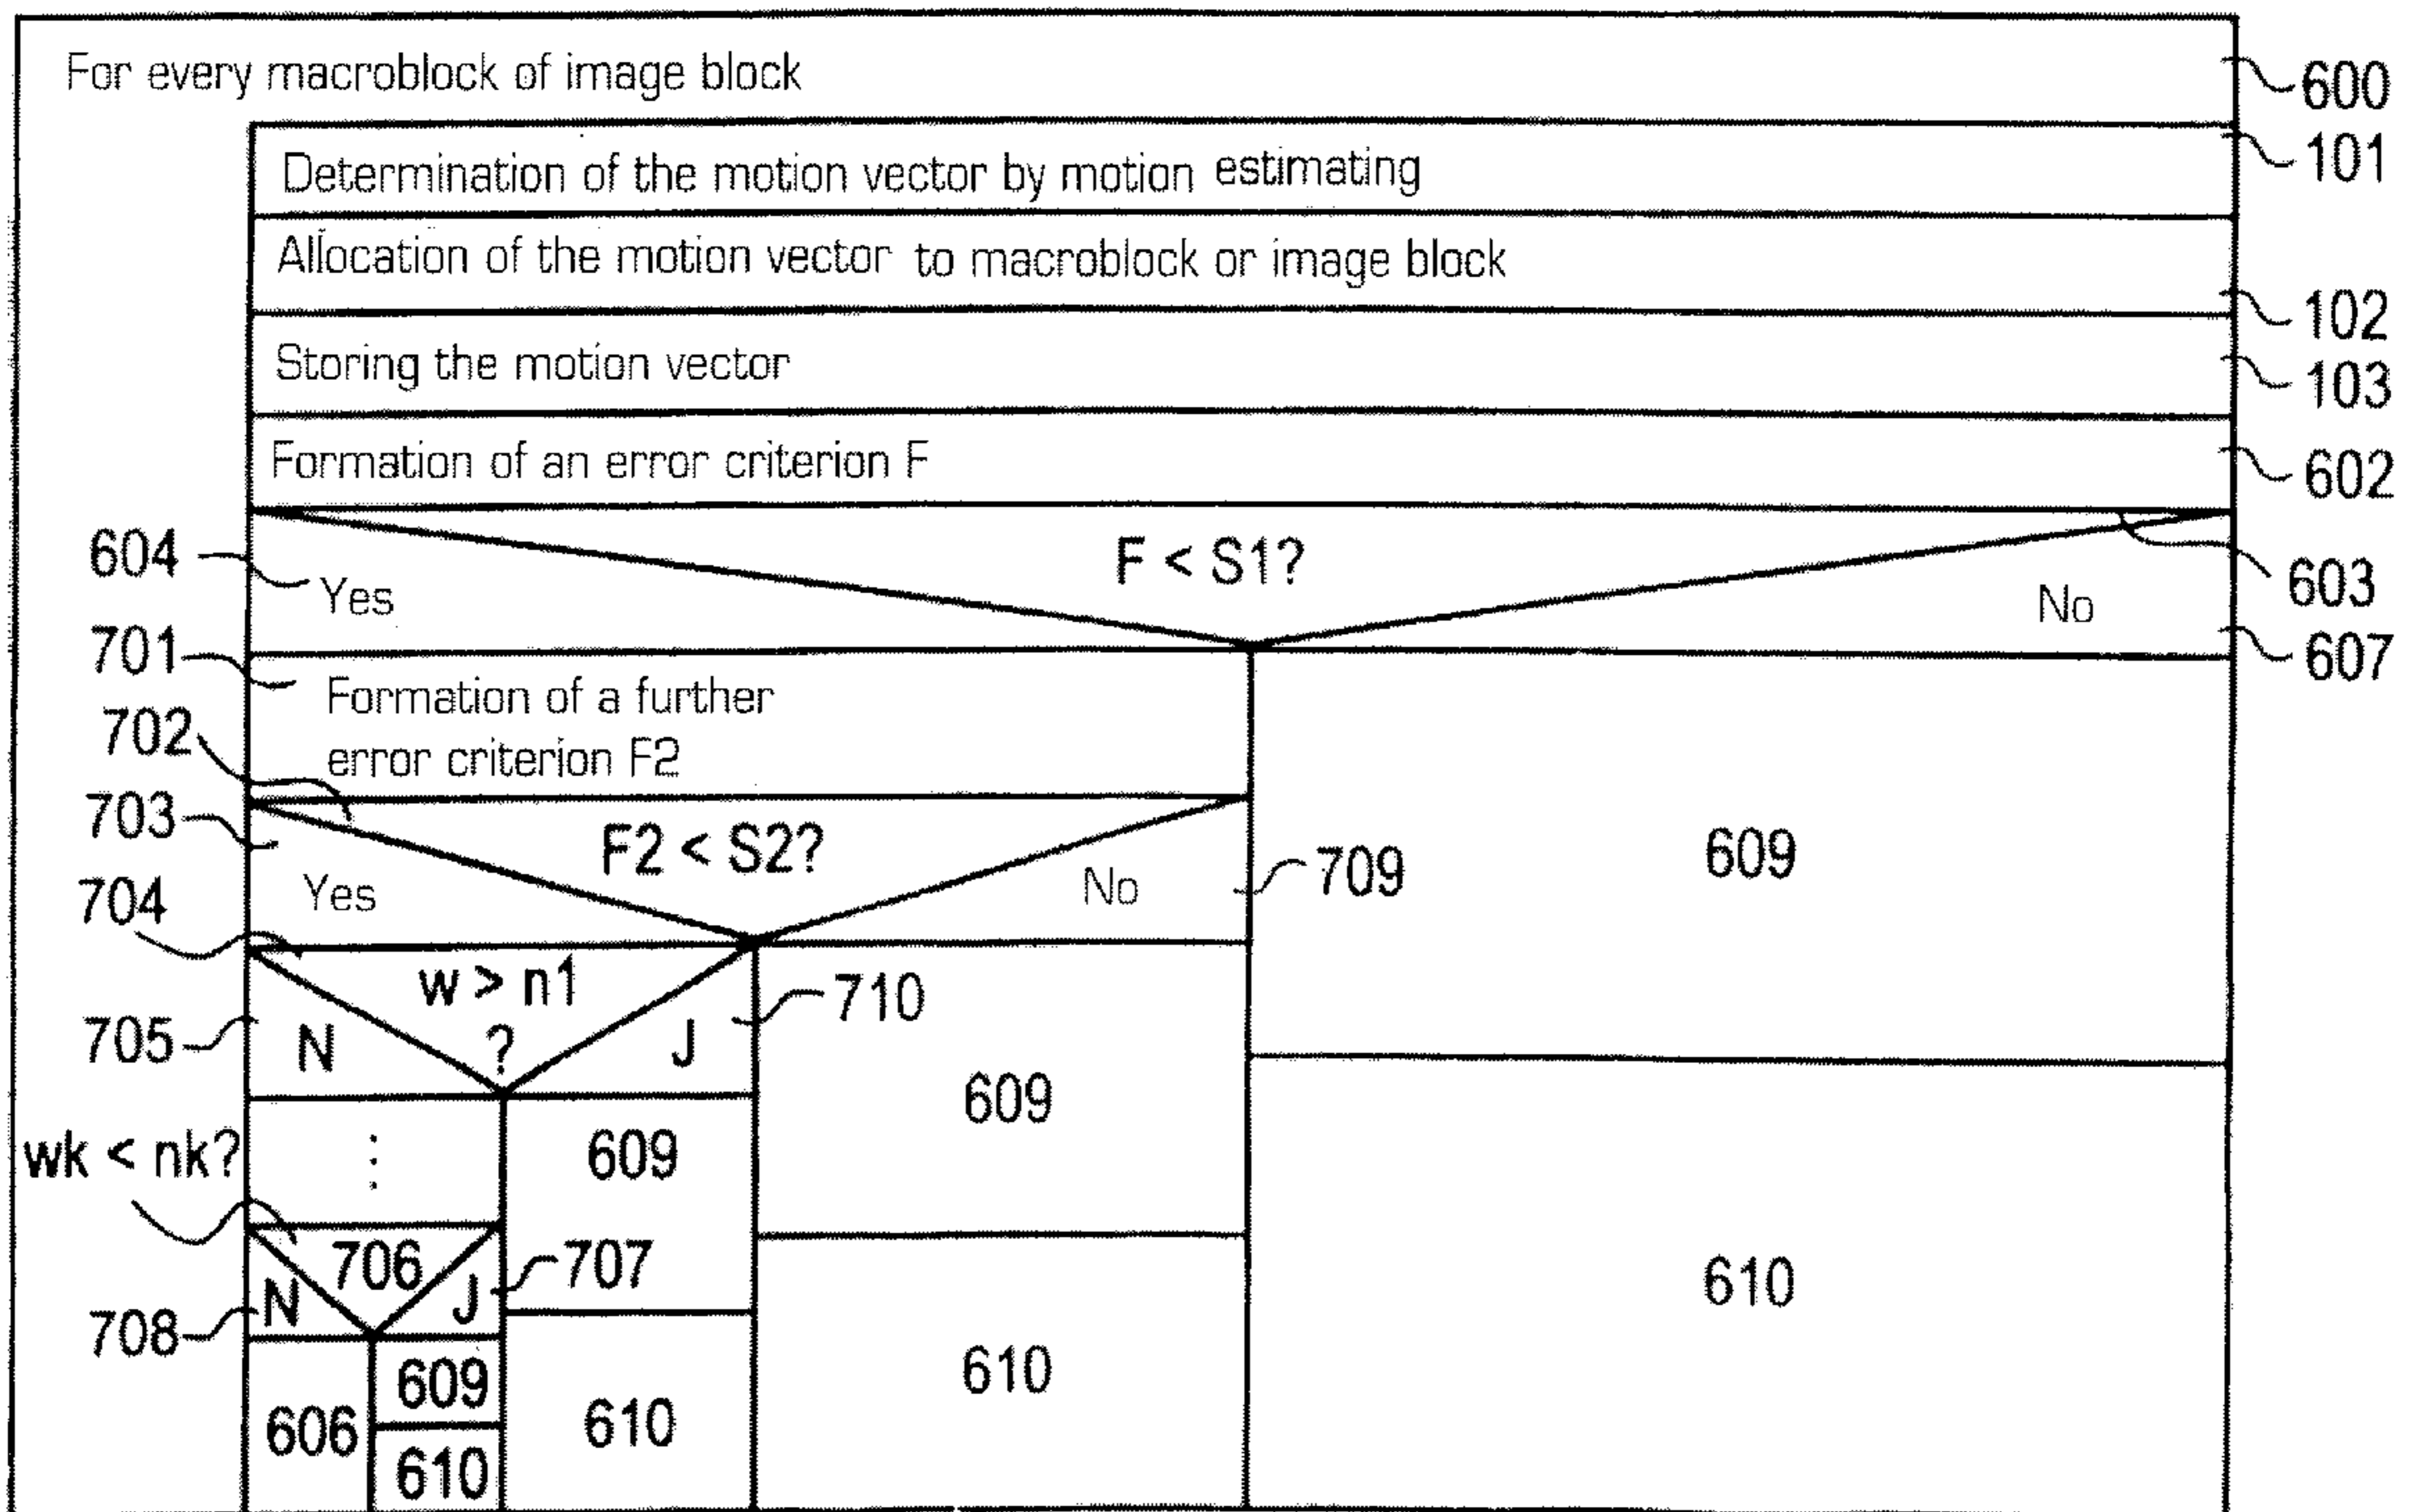 For every macroblock of image block
600
Determination of the motion vector by motion estimating
101
Allocation of the motion vector to macroblock or image block
102
Storing the motion vector
103
Formation of an error criterion F
602
F < S1?
603
604
Yes
No
607
701
Formation of a further
error criterion F2
702
703
F2 < S2?
Yes
No
709
609
704
w > n1
?
710
705
N
J
609
wk < nk?
⋮
609
706
N
J
707
708
610
609
610
606
610
610